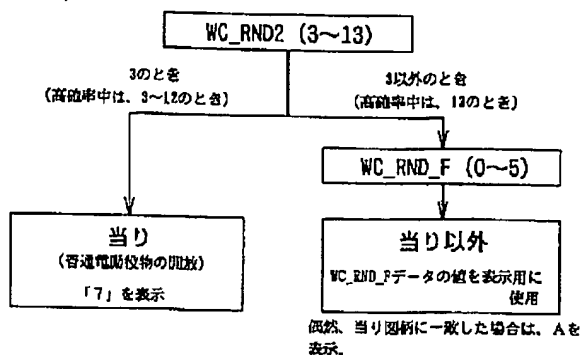 WC_RND2 (3～13)
3のとき
(高確率中は、3～12のとき)
3以外のとき
(高確率中は、13のとき)
WC_RND_F (0～5)
当り
(普通電動役物の開放)
「7」を表示
当り以外
WC_RND_Fデータの値を表示用に
使用
偶然、当り図柄に一致した場合は、Aを
表示。